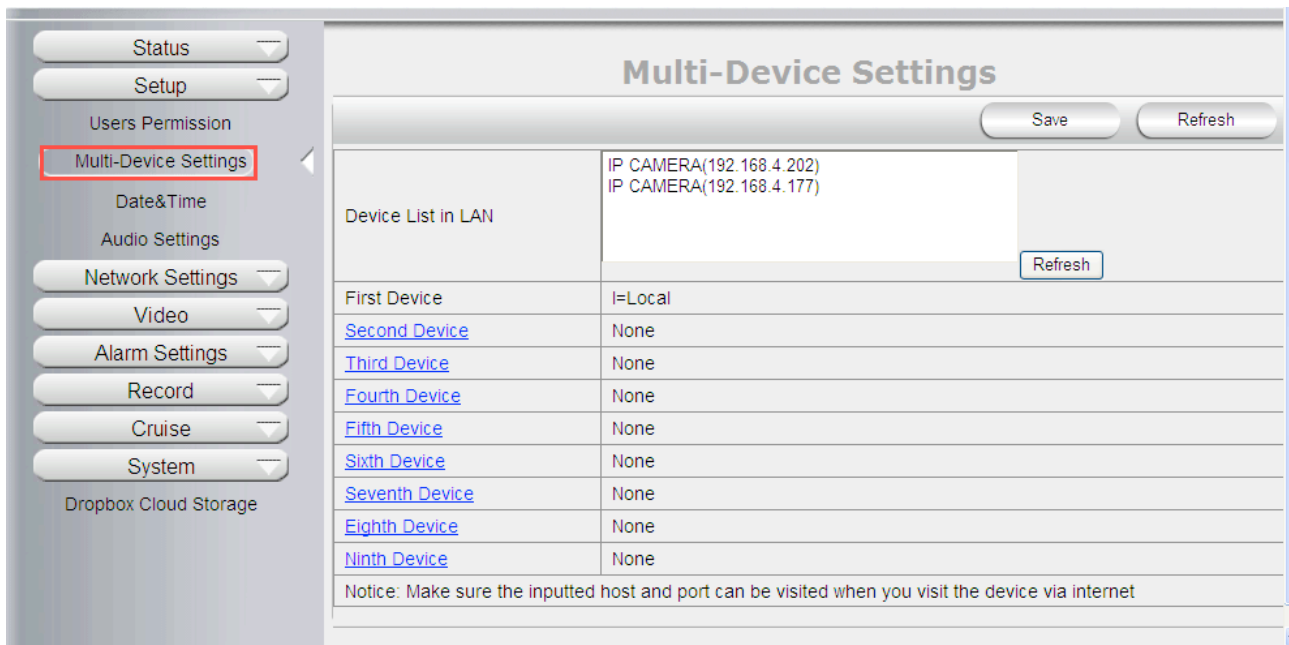 Status
Setup
Users Permission
Multi-Device Settings
Date&Time
Audio Settings
Network Settings
Video
Alarm Settings
Record
Cruise
System
Dropbox Cloud Storage
Multi-Device Settings
Save Refresh
Device List in LAN
IP CAMERA(192.168.4.202)
IP CAMERA(192.168.4.177)
Refresh
First Device l=Local
Second Device None
Third Device None
Fourth Device None
Fifth Device None
Sixth Device None
Seventh Device None
Eighth Device None
Ninth Device None
Notice: Make sure the inputted host and port can be visited when you visit the device via internet